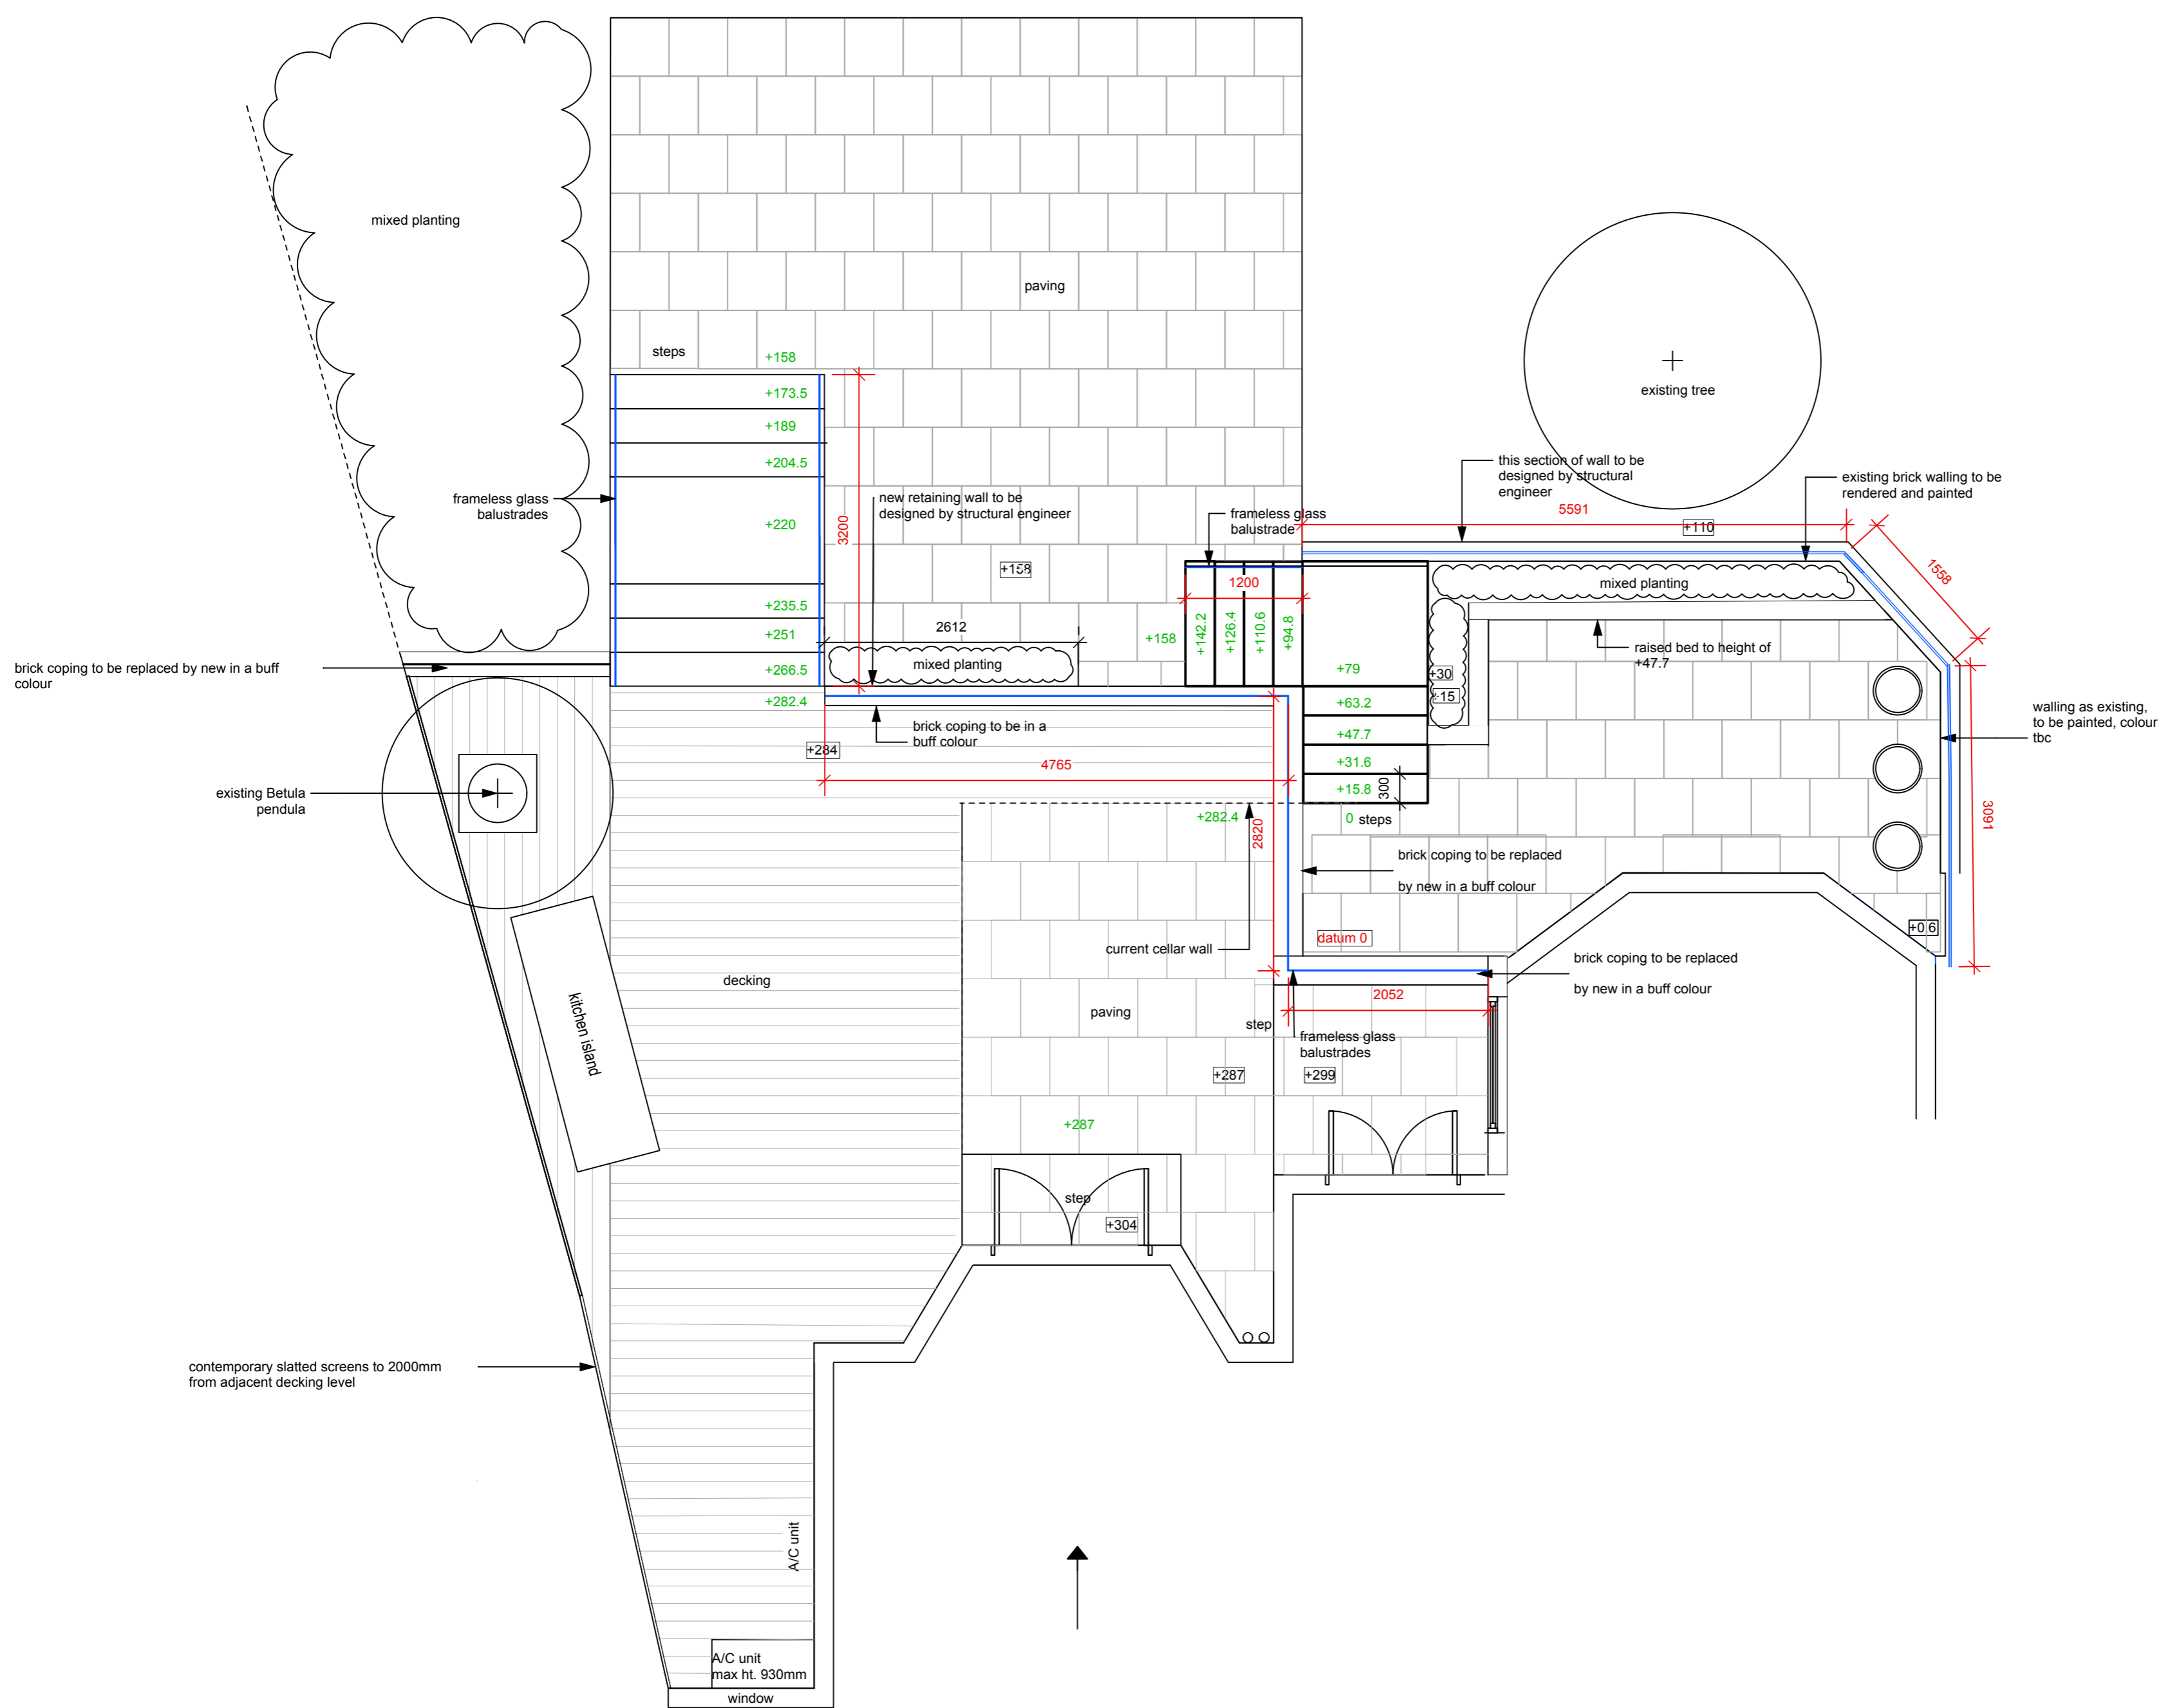 mixed planting
paving
steps
+158
+173.5
+189
+204.5
+220
+235.5
+251
+266.5
+282.4
3200
frameless glass
balustrades
new retaining wall to be
designed by structural engineer
+158
2612
mixed planting
frameless glass
balustrade
1200
+158
+142.2
+126.4
+110.6
+94.8
+79
+63.2
+47.7
+31.6
+15.8
300
0 steps
existing tree
this section of wall to be
designed by structural
engineer
existing brick walling to be
rendered and painted
5591
+110
1558
mixed planting
raised bed to height of
+47.7
+30
+15
walling as existing,
to be painted, colour
tbc
3091
brick coping to be replaced by new in a buff
colour
brick coping to be in a
buff colour
+284
4765
existing Betula
pendula
+282.4
2820
brick coping to be replaced
by new in a buff colour
current cellar wall
datum 0
+0.6
brick coping to be replaced
by new in a buff colour
decking
kitchen island
paving
step
2052
frameless glass
balustrades
+287
+299
+287
step
+304
contemporary slatted screens to 2000mm
from adjacent decking level
A/C unit
A/C unit
max ht. 930mm
window